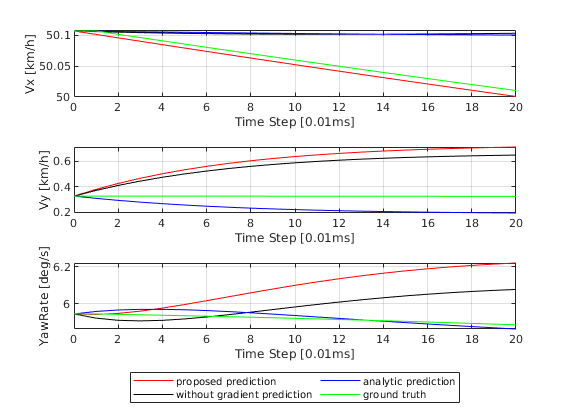 50.1
50.05
50
Vx [km/h]
0 2 4 6 8 10 12 14 16 18 20
Time Step [0.01ms]
0.6
0.4
0.2
Vy [km/h]
0 2 4 6 8 10 12 14 16 18 20
Time Step [0.01ms]
6.2
6
YawRate [deg/s]
0 2 4 6 8 10 12 14 16 18 20
Time Step [0.01ms]
proposed prediction analytic prediction
without gradient prediction ground truth